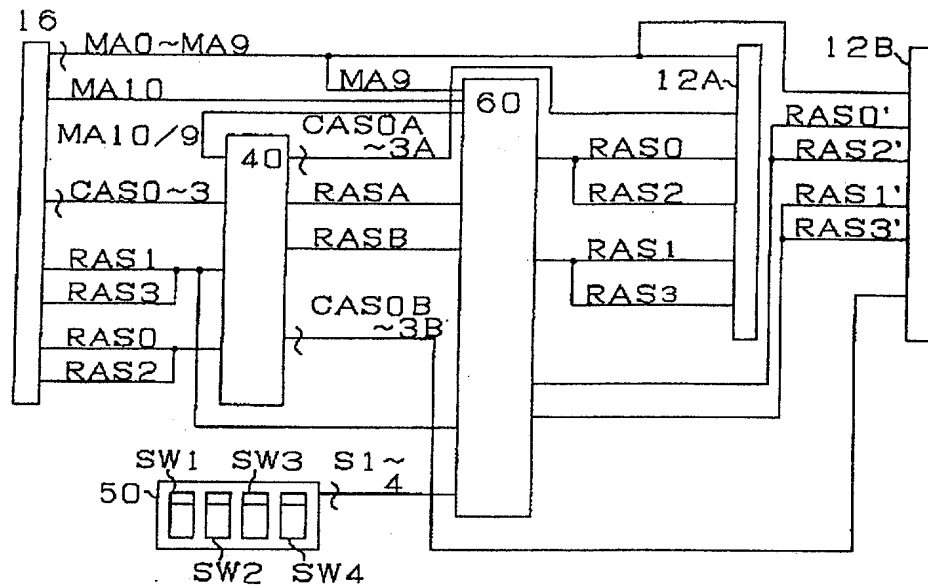 16
MA0~MA9
12B
MA9
12A
MA10
60
MA10/9
CAS0A
~3A
40
RAS0
RAS0'
RAS2'
CAS0~3
RASA
RAS2
RAS1'
RASB
RAS3'
RAS1
RAS1
RAS3
CAS0B
~3B
RAS3
RAS0
RAS2
SW1
SW3
S1~
4
50~
SW2
SW4